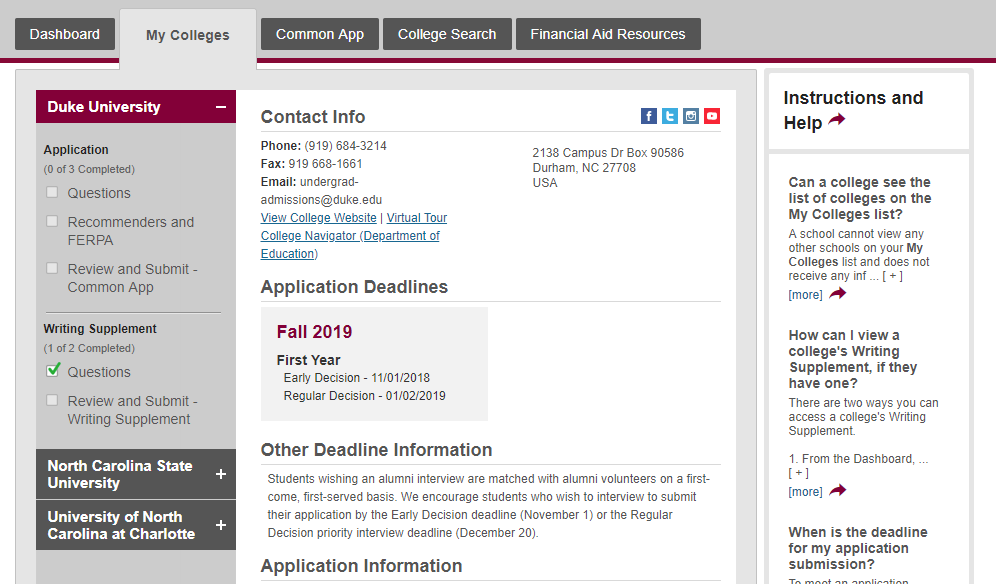 Dashboard
My Colleges
Common App
College Search
Financial Aid Resources
Duke University
Application
(0 of 3 Completed)
Questions
Recommenders and
FERPA
Review and Submit -
Common App
Writing Supplement
(1 of 2 Completed)
Questions
Review and Submit -
Writing Supplement
North Carolina State
University
University of North
Carolina at Charlotte
Contact Info
Phone: (919) 684-3214
Fax: 919 668-1661
Email: undergrad-
admissions@duke.edu
View College Website | Virtual Tour
College Navigator (Department of
Education)
2138 Campus Dr Box 90586
Durham, NC 27708
USA
Application Deadlines
Fall 2019
First Year
Early Decision - 11/01/2018
Regular Decision - 01/02/2019
Other Deadline Information
Students wishing an alumni interview are matched with alumni volunteers on a first-
come, first-served basis. We encourage students who wish to interview to submit
their application by the Early Decision deadline (November 1) or the Regular
Decision priority interview deadline (December 20).
Application Information
Instructions and
Help
Can a college see the
list of colleges on the
My Colleges list?
A school cannot view any
other schools on your My
Colleges list and does not
receive any inf ... [ + ]
[more]
How can I view a
college's Writing
Supplement, if they
have one?
There are two ways you can
access a college's Writing
Supplement.
1. From the Dashboard, ...
[ + ]
[more]
When is the deadline
for my application
submission?
To meet an application